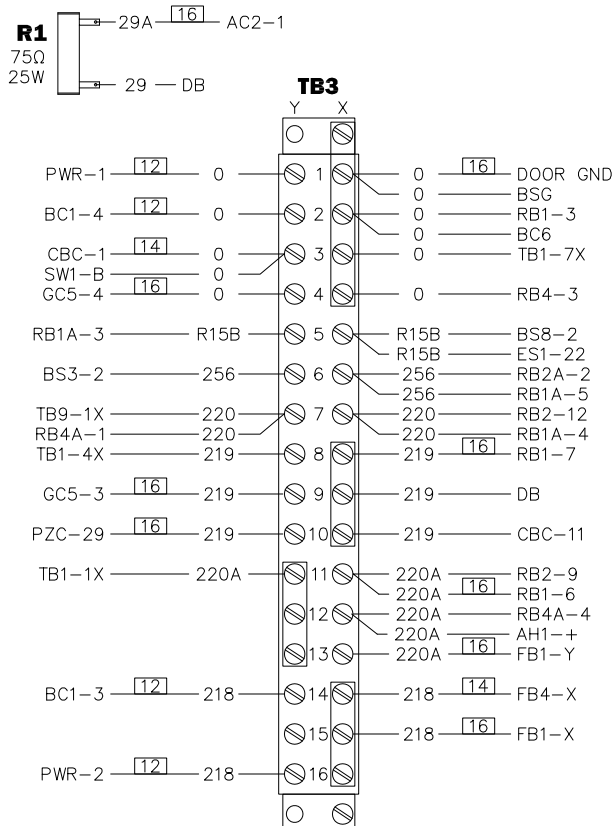 R1
75Ω
25W
29A 16 AC2-1
29 DB
TB3
Y X
PWR-1 12 0 1 0 16 DOOR GND
0 BSG
BC1-4 12 0 2 0 RB1-3
0 BC6
CBC-1 14 0 3 0 TB1-7X
SW1-B 0
GC5-4 16 0 4 0 RB4-3
RB1A-3 R15B 5 R15B BS8-2
R15B ES1-22
BS3-2 256 6 256 RB2A-2
256 RB1A-5
TB9-1X 220 7 220 RB2-12
RB4A-1 220 220 RB1A-4
TB1-4X 219 8 219 16 RB1-7
GC5-3 16 219 9 219 DB
PZC-29 16 219 10 219 CBC-11
TB1-1X 220A 11 220A RB2-9
220A 16 RB1-6
12 220A RB4A-4
220A AH1-+
13 220A 16 FB1-Y
BC1-3 12 218 14 218 14 FB4-X
15 218 16 FB1-X
PWR-2 12 218 16